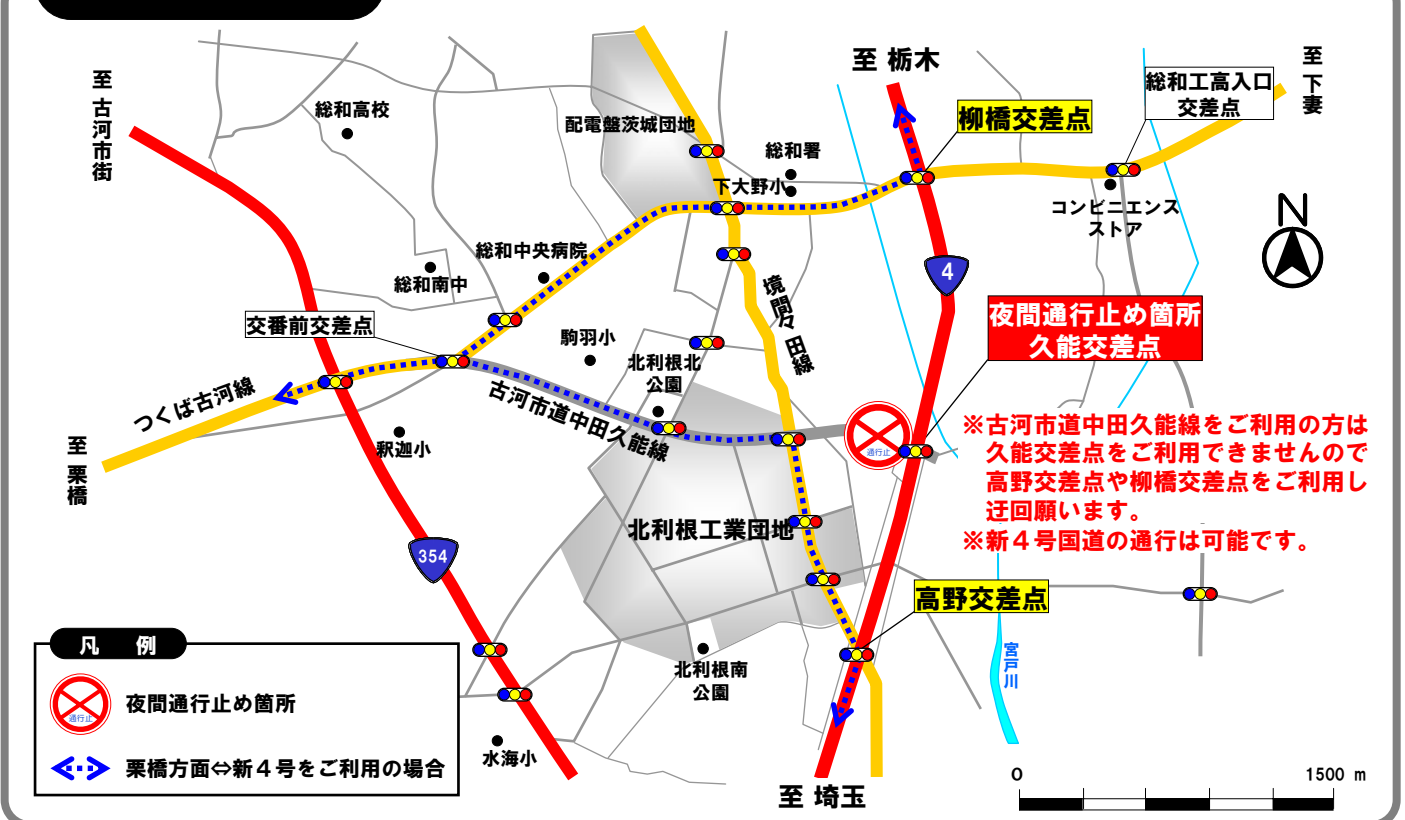 至 栃木
至 下妻
総和工高入口
交差点
至 古河市街
総和高校
配電盤茨城団地
柳橋交差点
総和署
下大野小
コンビニエンス
ストア
N
総和中央病院
総和南中
4
境間々田線
夜間通行止め箇所
久能交差点
交番前交差点
駒羽小
北利根北
公園
つくば古河線
古河市道中田久能線
通行止
※古河市道中田久能線をご利用の方は
久能交差点をご利用できませんので
高野交差点や柳橋交差点をご利用し
迂回願います。
※新4号国道の通行は可能です。
至 栗橋
釈迦小
北利根工業団地
354
高野交差点
宮戸川
北利根南
公園
水海小
至 埼玉
凡 例
通行止
夜間通行止め箇所
栗橋方面⇔新4号をご利用の場合
0 1500 m